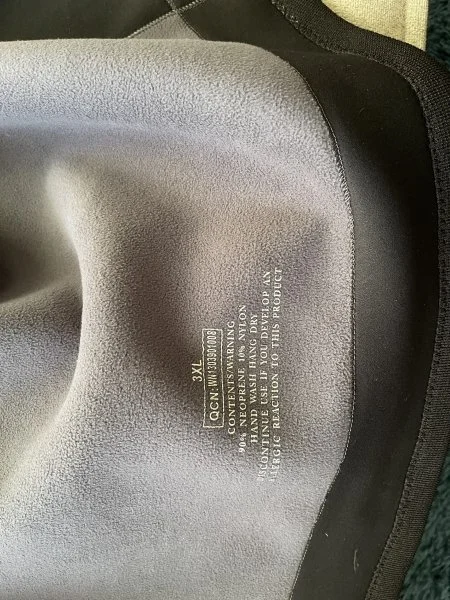 3XL
QCN: WN1303901008
CONTENTS/WARNING
90% NEOPRENE 10% NYLON
HAND WASH HANG DRY
DISCONTINUE USE IF YOU DEVELOP AN
ALLERGIC REACTION TO THIS PRODUCT